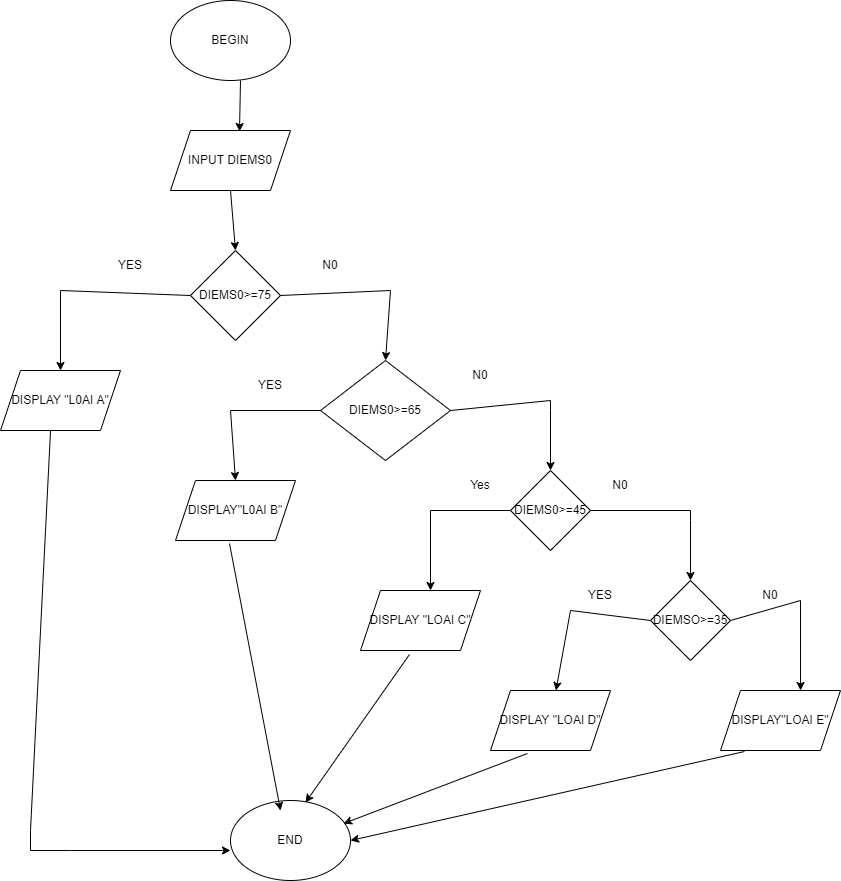 BEGIN
INPUT DIEMS0
YES
N0
DIEMS0>=75
DISPLAY "L0AI A"
YES
N0
DIEMS0>=65
DISPLAY"L0AI B"
Yes
N0
DIEMS0>=45
DISPLAY "LOAI C"
YES
N0
DIEMSO>=35
DISPLAY "LOAI D"
DISPLAY"LOAI E"
END